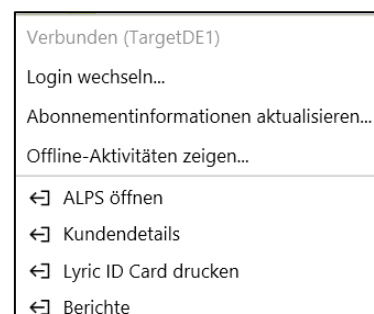 Verbunden (TargetDE1)
Login wechseln...
Abonnementinformationen aktualisieren...
Offline-Aktivitäten zeigen...
ALPS öffnen
Kundendetails
Lyric ID Card drucken
Berichte